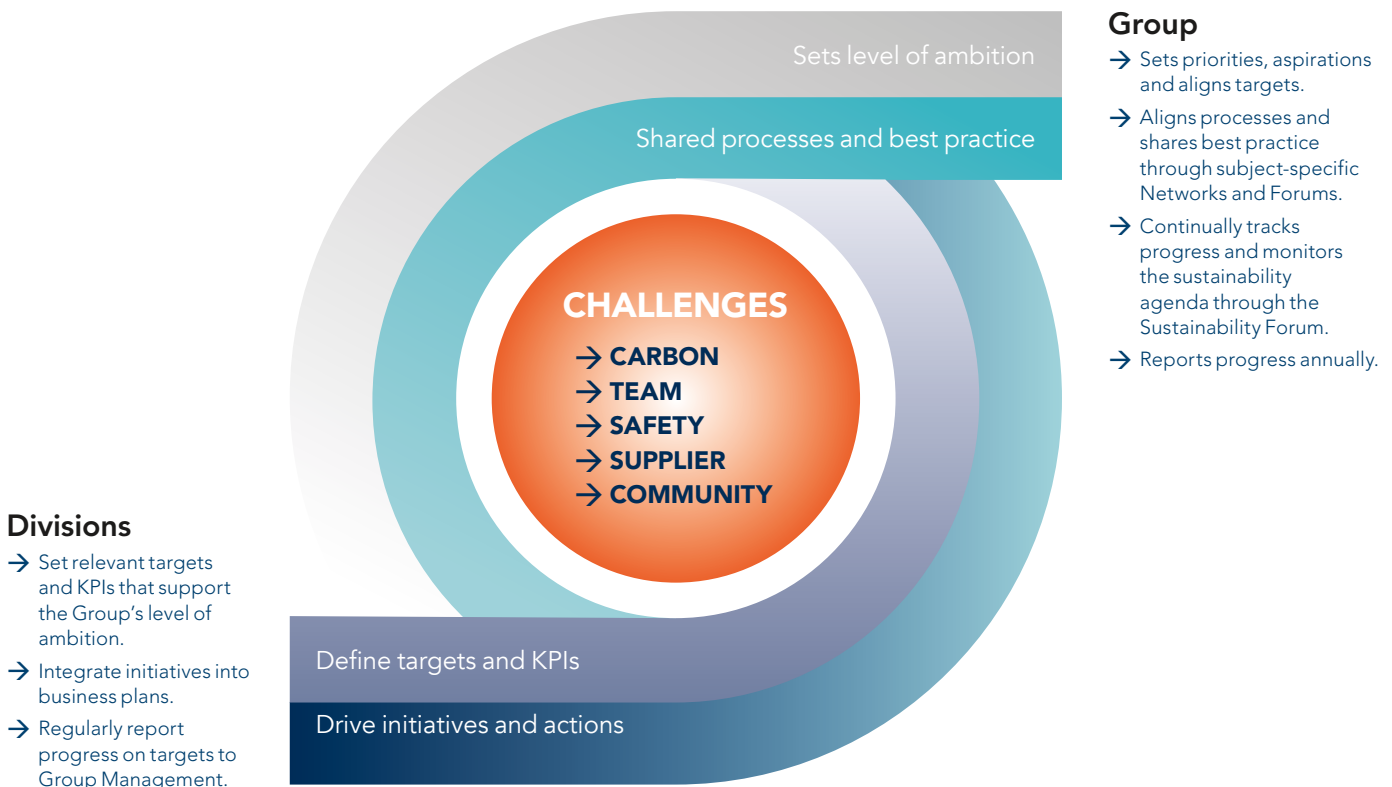 Sets level of ambition
Shared processes and best practice
CHALLENGES
→ CARBON
→ TEAM
→ SAFETY
→ SUPPLIER
→ COMMUNITY
Define targets and KPIs
Drive initiatives and actions
Group
→ Sets priorities, aspirations
and aligns targets.
→ Aligns processes and
shares best practice
through subject-specific
Networks and Forums.
→ Continually tracks
progress and monitors
the sustainability
agenda through the
Sustainability Forum.
→ Reports progress annually.
Divisions
→ Set relevant targets
and KPIs that support
the Group’s level of
ambition.
→ Integrate initiatives into
business plans.
→ Regularly report
progress on targets to
Group Management.